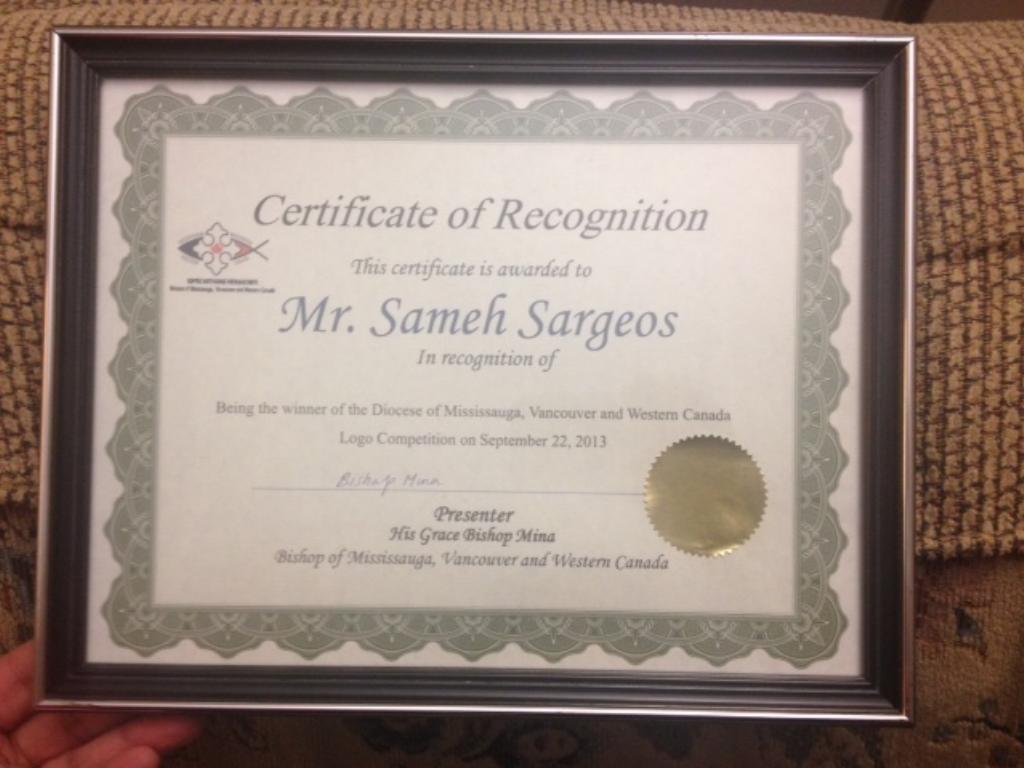 Certificate of Recognition
This certificate is awarded to
Mr. Sameh Sargeos
In recognition of
Being the winner of the Diocese of Mississauga, Vancouver and Western Canada
Logo Competition on September 22, 2013
Bishop Mina
Presenter
His Grace Bishop Mina
Bishop of Mississauga, Vancouver and Western Canada